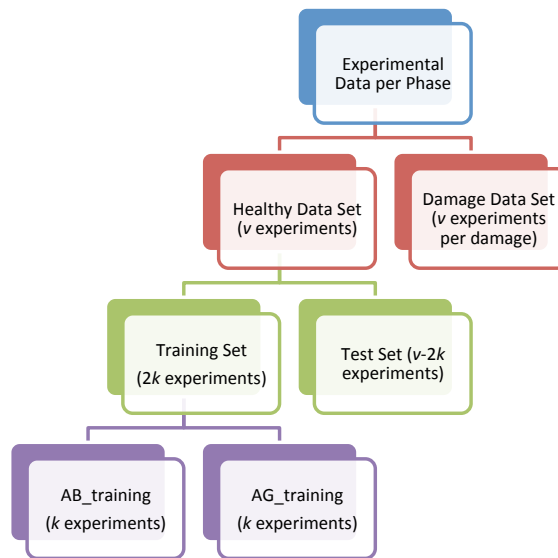 Experimental
Data per Phase
Healthy Data Set
(v experiments)
Damage Data Set
(v experiments
per damage)
Training Set
(2k experiments)
Test Set (v-2k
experiments)
AB_training
(k experiments)
AG_training
(k experiments)